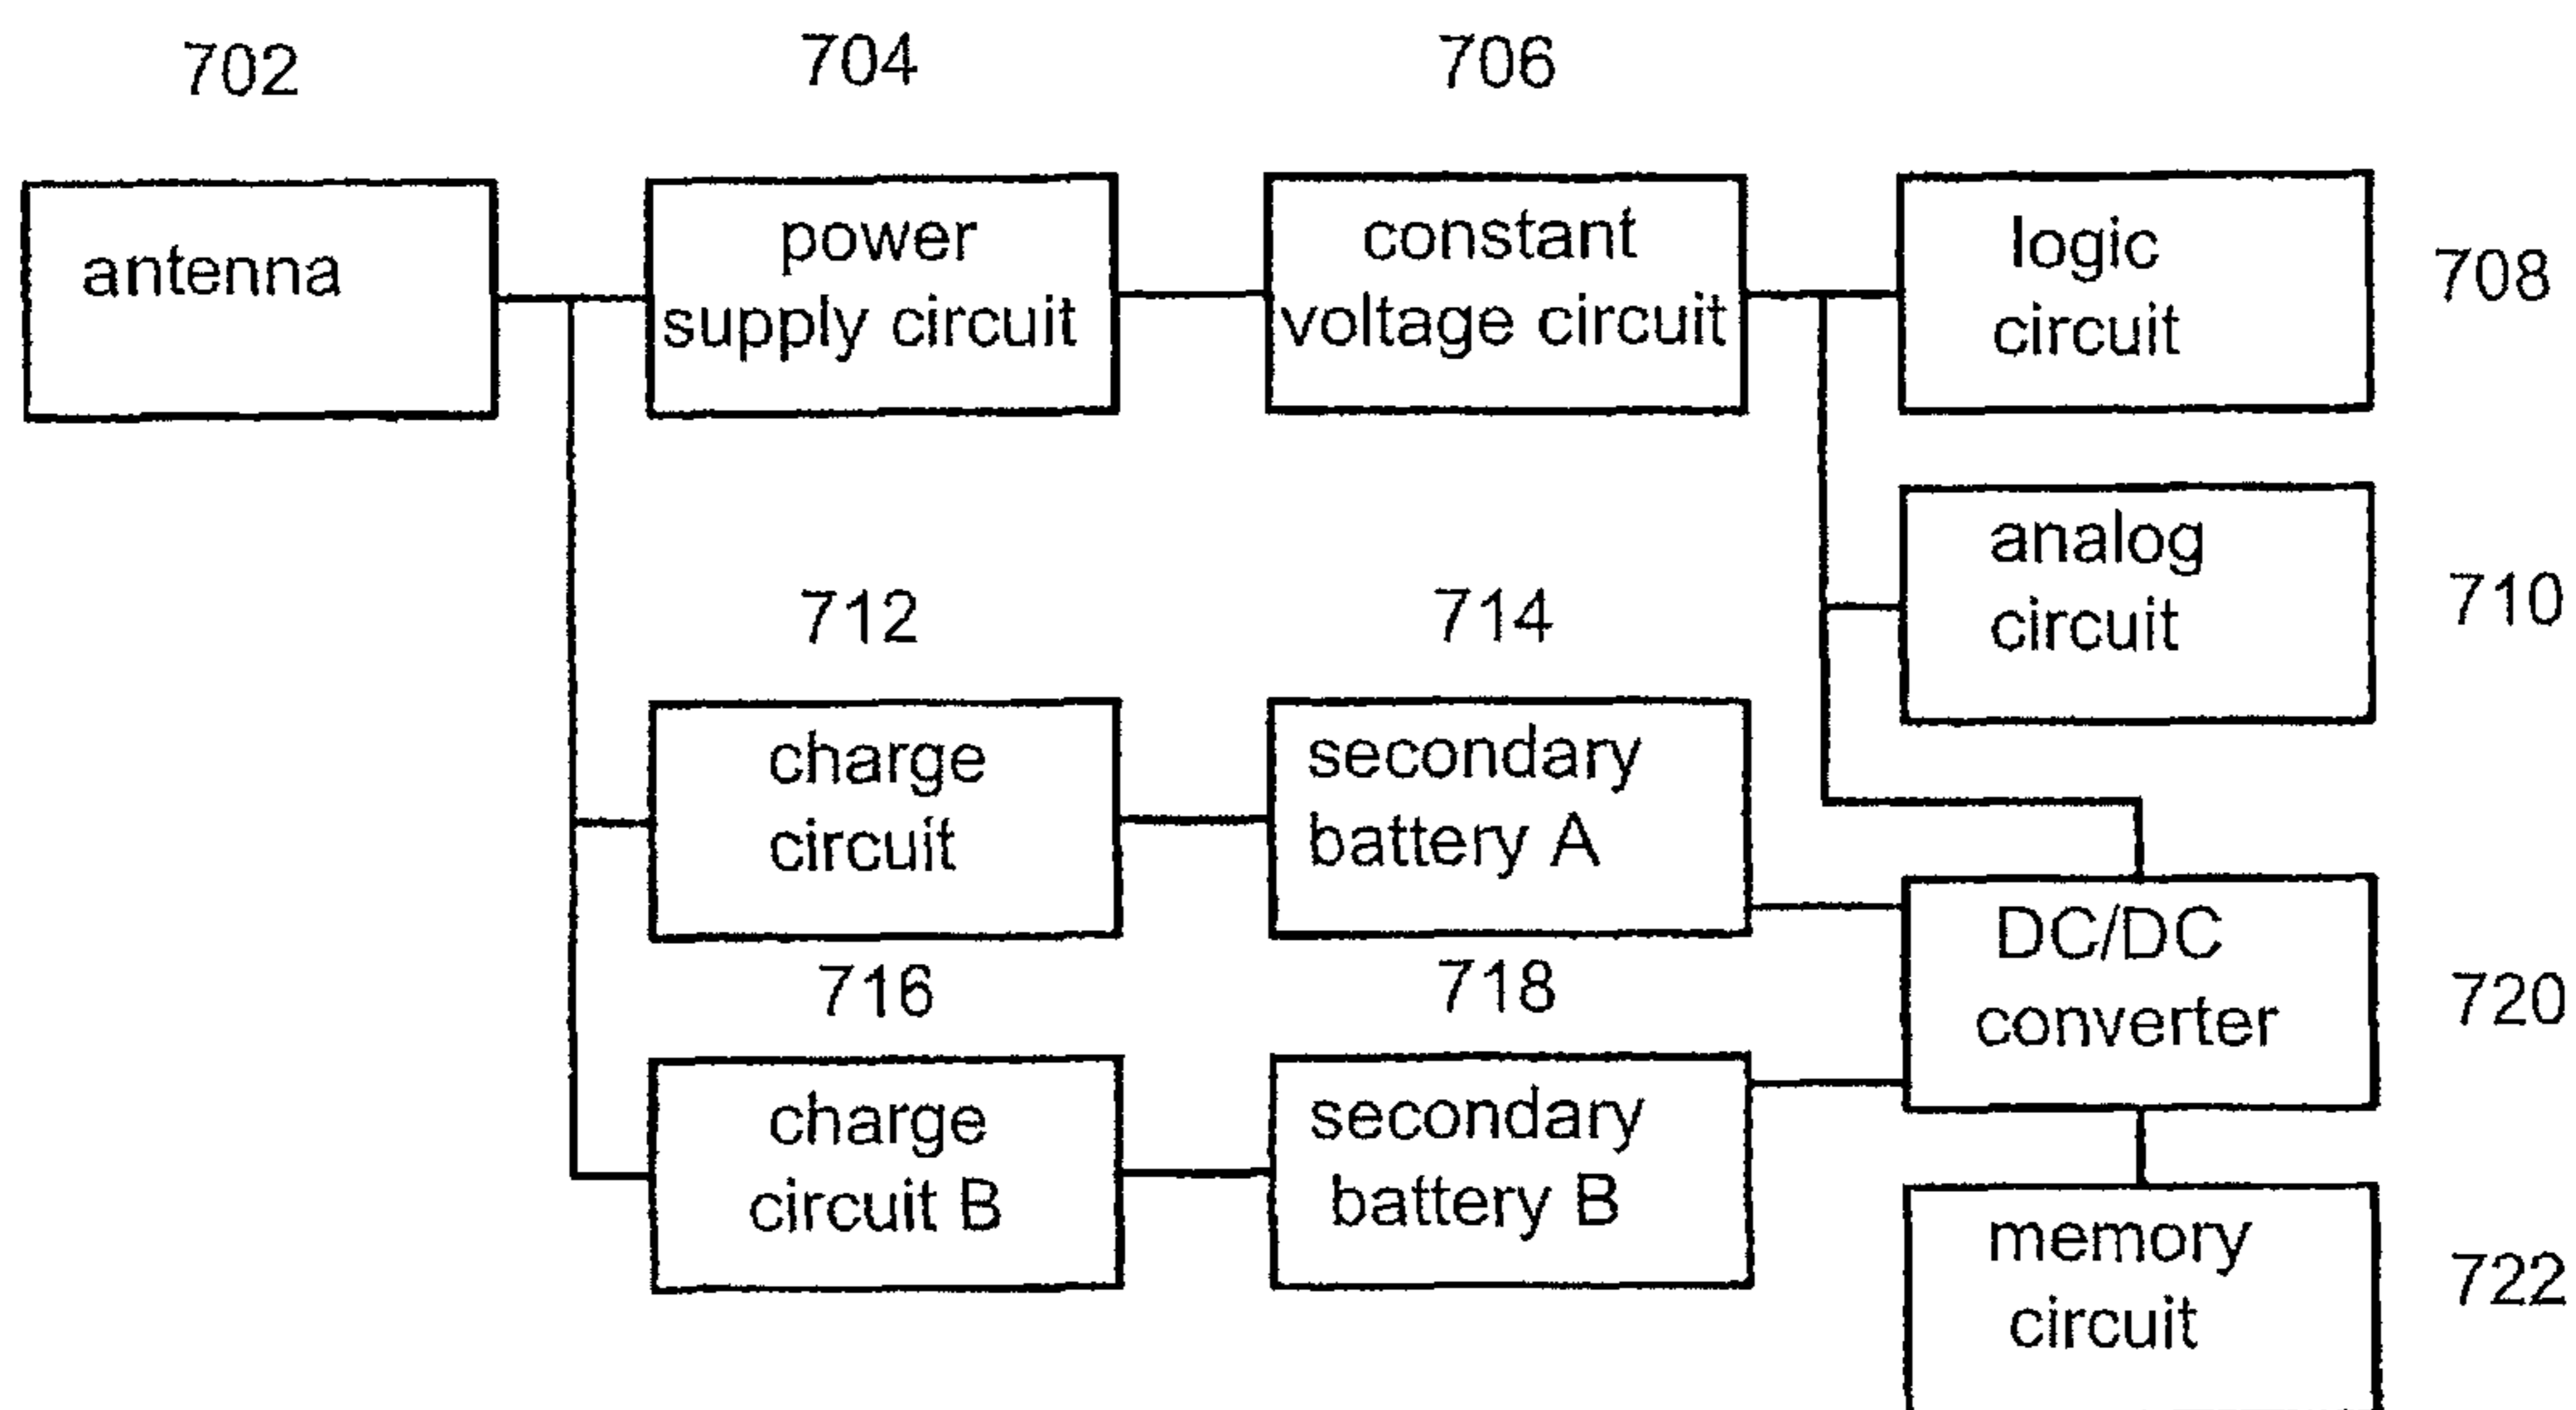 702
704
706
antenna
power
supply circuit
constant
voltage circuit
logic
circuit
708
analog
circuit
710
712
714
charge
circuit
secondary
battery A
716
718
DC/DC
converter
720
charge
circuit B
secondary
battery B
memory
circuit
722